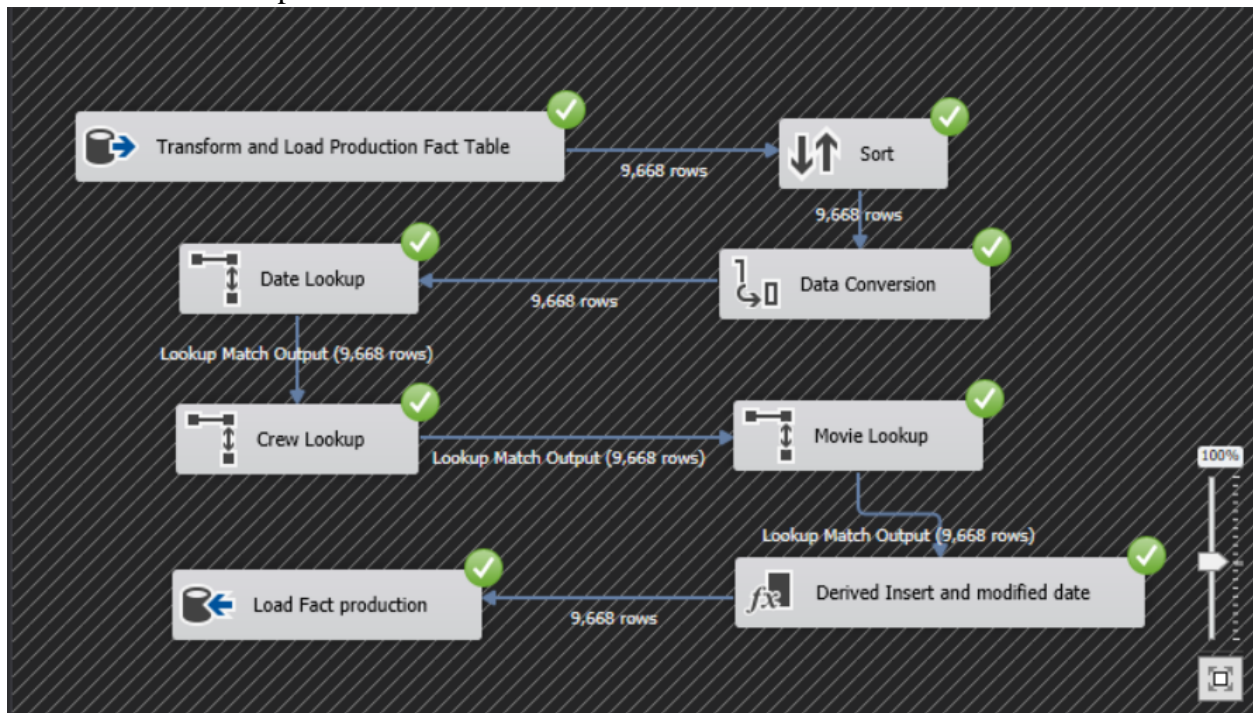 Transform and Load Production Fact Table
9,668 rows
Sort
9,668 rows
Date Lookup
9,668 rows
Data Conversion
Lookup Match Output (9,668 rows)
Crew Lookup
Lookup Match Output (9,668 rows)
Movie Lookup
100%
Lookup Match Output (9,668 rows)
Load Fact production
9,668 rows
fx
Derived Insert and modified date